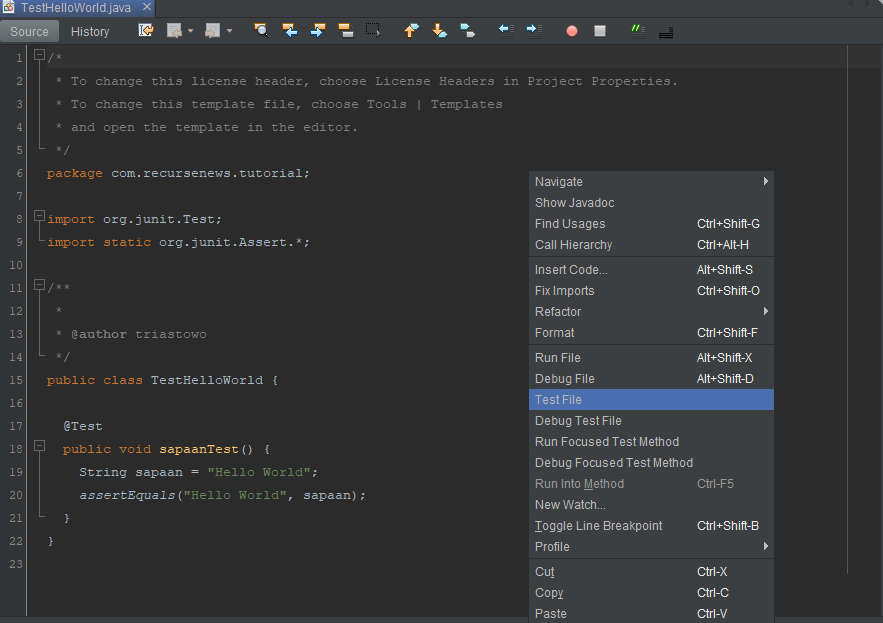 TestHelloWorld.java
Source History
1 /*
2 * To change this license header, choose License Headers in Project Properties.
3 * To change this template file, choose Tools | Templates
4 * and open the template in the editor.
5 */
6 package com.recursenews.tutorial;
7
8 import org.junit.Test;
9 import static org.junit.Assert.*;
10
11 /**
12 *
13 * @author triastowo
14 */
15 public class TestHelloWorld {
16
17 @Test
18 public void sapaanTest() {
19 String sapaan = "Hello World";
20 assertEquals("Hello World", sapaan);
21 }
22 }
23
Navigate
Show Javadoc
Find Usages Ctrl+Shift-G
Call Hierarchy Ctrl+Alt-H
Insert Code... Alt+Shift-S
Fix Imports Ctrl+Shift-O
Refactor
Format Ctrl+Shift-F
Run File Alt+Shift-X
Debug File Alt+Shift-D
Test File
Debug Test File
Run Focused Test Method
Debug Focused Test Method
Run Into Method Ctrl-F5
New Watch...
Toggle Line Breakpoint Ctrl+Shift-B
Profile
Cut Ctrl-X
Copy Ctrl-C
Paste Ctrl-V